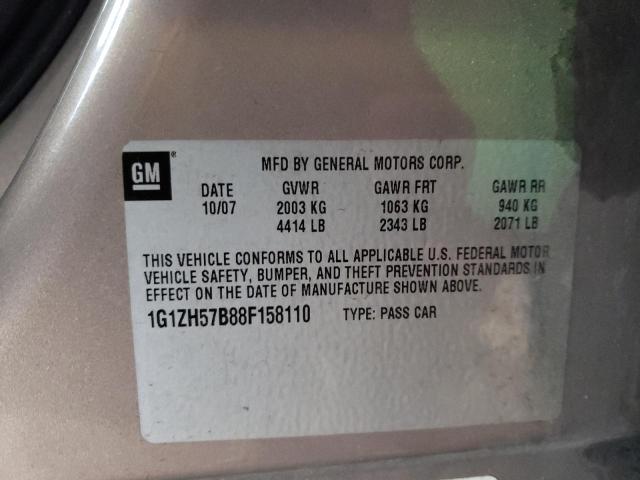 GM®
MFD BY GENERAL MOTORS CORP.
DATE GVWR GAWR FRT GAWR RR
10/07 2003 KG 1063 KG 940 KG
4414 LB 2343 LB 2071 LB
THIS VEHICLE CONFORMS TO ALL APPLICABLE U.S. FEDERAL MOTOR
VEHICLE SAFETY, BUMPER, AND THEFT PREVENTION STANDARDS IN
EFFECT ON THE DATE OF MANUFACTURE SHOWN ABOVE.
1G1ZH57B88F158110 TYPE: PASS CAR